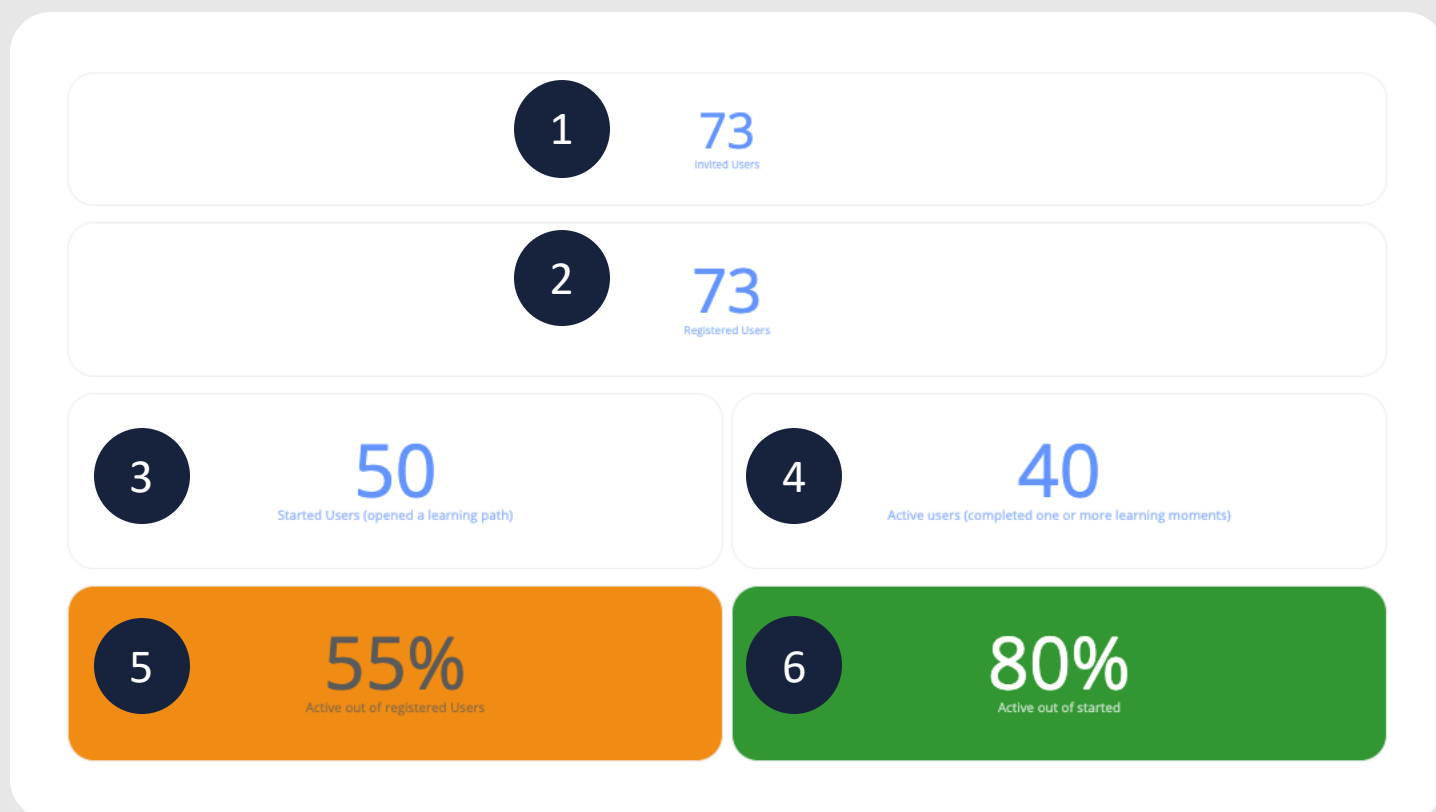 1
73
Invited Users
2
73
Registered Users
3
50
Started Users (opened a learning path)
4
40
Active users (completed one or more learning moments)
5
55%
Active out of registered Users
6
80%
Active out of started